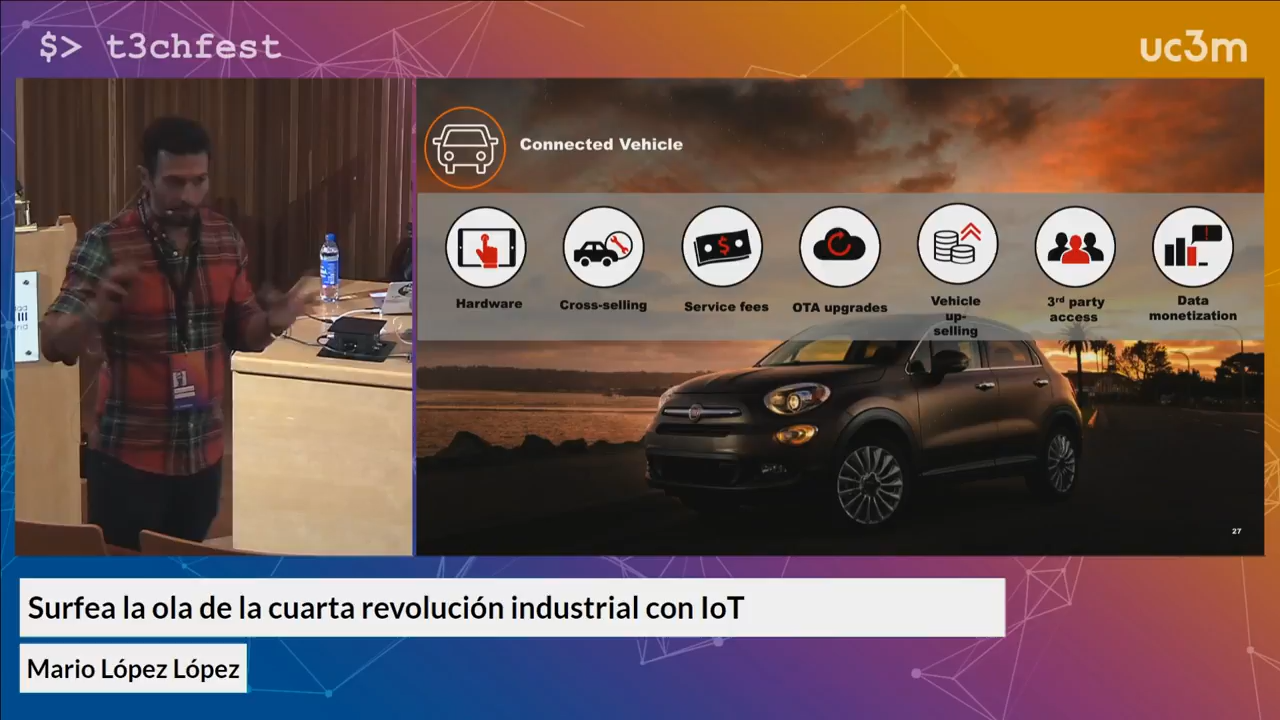 $> t3chfest
uc3m
Connected Vehicle
Hardware
Cross-selling
Service fees
OTA upgrades
Vehicle
up-
selling
3rd party
access
Data
monetization
27
Surfea la ola de la cuarta revolución industrial con IoT
Mario López López